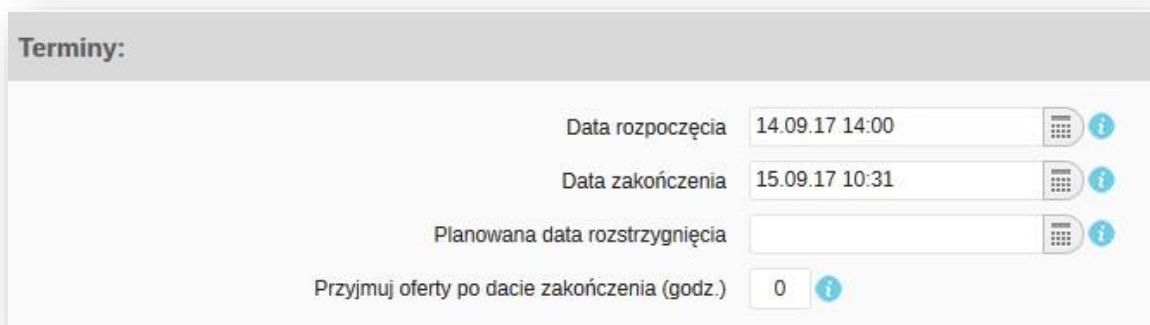 Terminy:
Data rozpoczęcia 14.09.17 14:00
Data zakończenia 15.09.17 10:31
Planowana data rozstrzygnięcia
Przyjmuj oferty po dacie zakończenia (godz.) 0